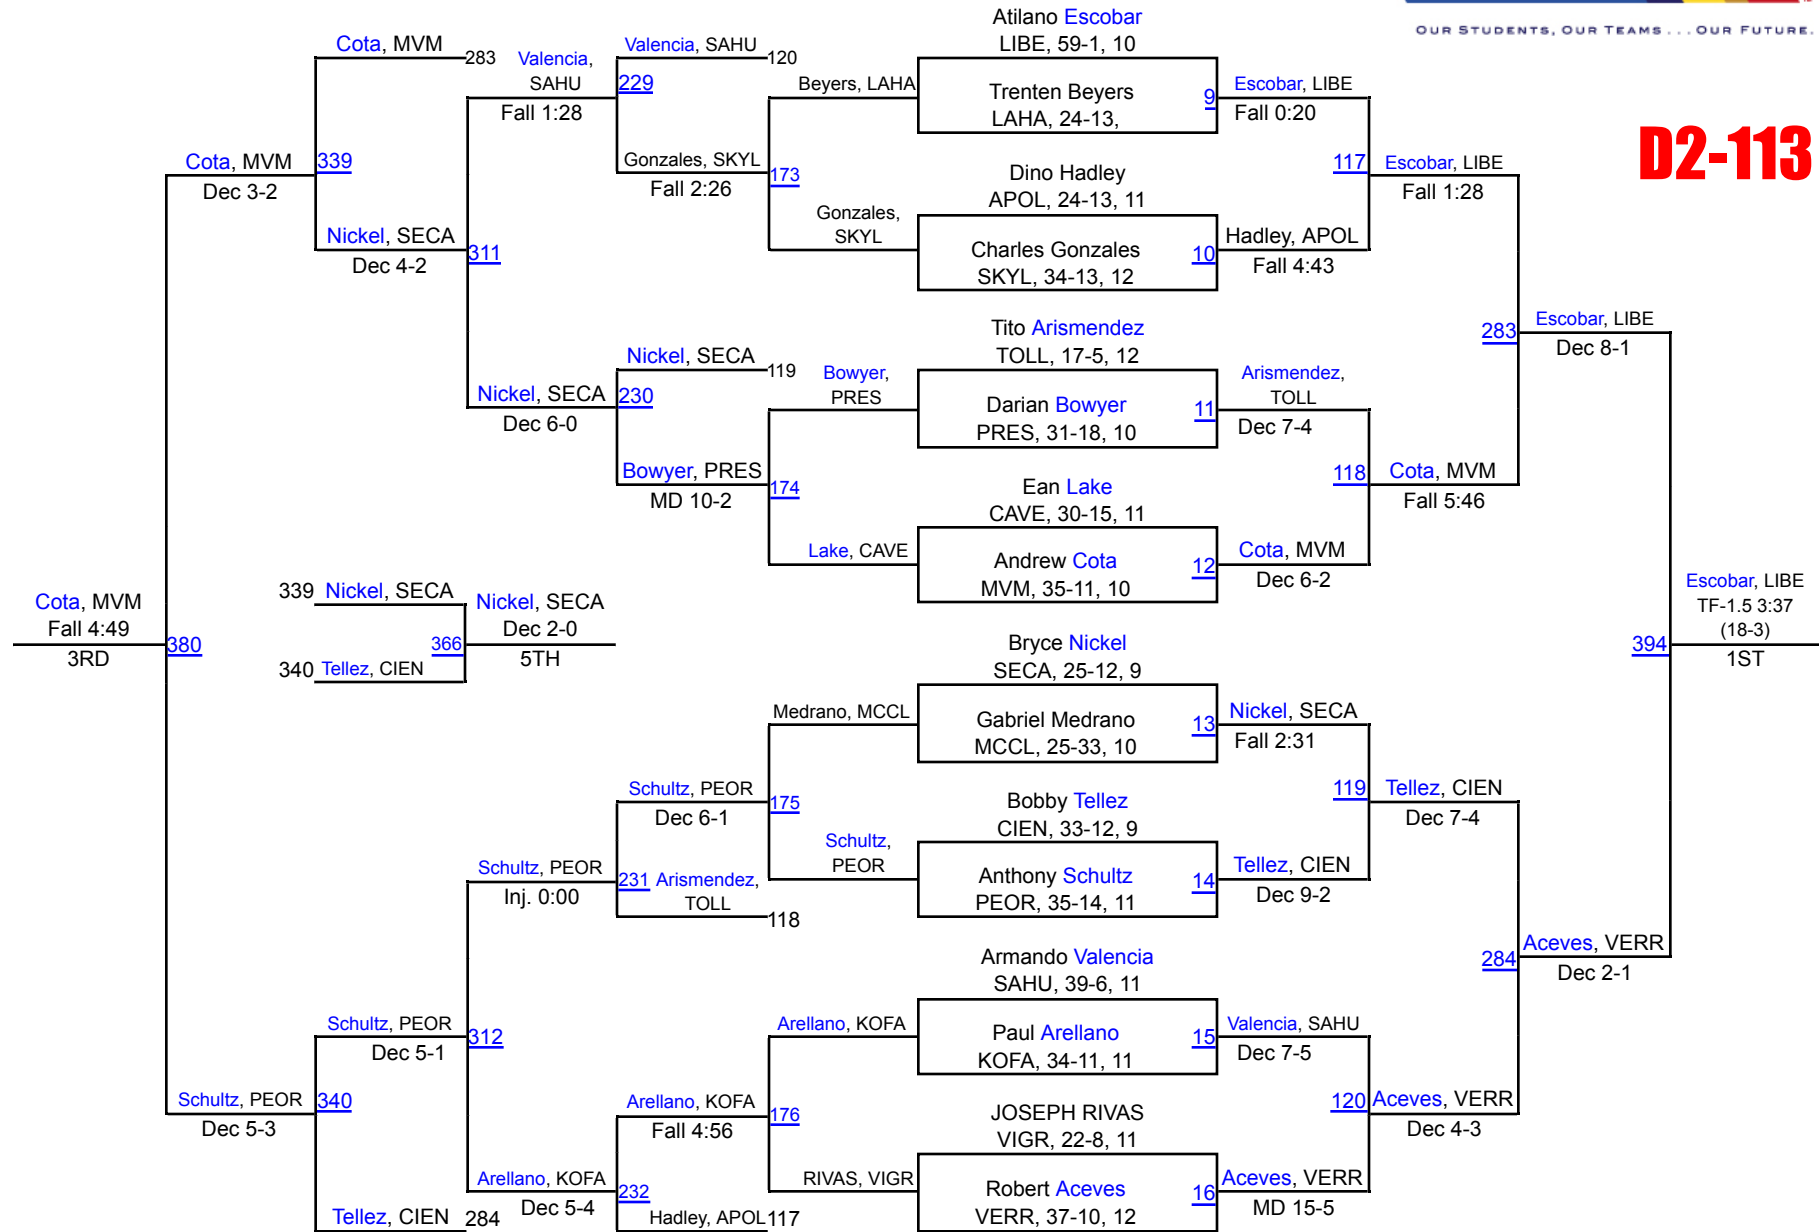 OUR STUDENTS, OUR TEAMS . . . OUR FUTURE.
D2-113
Atilano Escobar
LIBE, 59-1, 10
Trenten Beyers
LAHA, 24-13,
9
Dino Hadley
APOL, 24-13, 11
Charles Gonzales
SKYL, 34-13, 12
10
Tito Arismendez
TOLL, 17-5, 12
Darian Bowyer
PRES, 31-18, 10
11
Ean Lake
CAVE, 30-15, 11
Andrew Cota
MVM, 35-11, 10
12
Bryce Nickel
SECA, 25-12, 9
Gabriel Medrano
MCCL, 25-33, 10
13
Bobby Tellez
CIEN, 33-12, 9
Anthony Schultz
PEOR, 35-14, 11
14
Armando Valencia
SAHU, 39-6, 11
Paul Arellano
KOFA, 34-11, 11
15
JOSEPH RIVAS
VIGR, 22-8, 11
Robert Aceves
VERR, 37-10, 12
16
Escobar, LIBE
Fall 0:20
117
Hadley, APOL
Fall 4:43
Arismendez,
TOLL
Dec 7-4
118
Cota, MVM
Dec 6-2
Nickel, SECA
Fall 2:31
119
Tellez, CIEN
Dec 9-2
Valencia, SAHU
Dec 7-5
120
Aceves, VERR
MD 15-5
Escobar, LIBE
Fall 1:28
283
Cota, MVM
Fall 5:46
Tellez, CIEN
Dec 7-4
284
Aceves, VERR
Dec 4-3
Escobar, LIBE
Dec 8-1
394
Aceves, VERR
Dec 2-1
Escobar, LIBE
TF-1.5 3:37
(18-3)
1ST
Beyers, LAHA
173
Gonzales,
SKYL
Bowyer,
PRES
174
Lake, CAVE
Medrano, MCCL
175
Schultz,
PEOR
Arellano, KOFA
176
RIVAS, VIGR
Valencia, SAHU
120
229
Gonzales, SKYL
Fall 2:26
Nickel, SECA
119
230
Bowyer, PRES
MD 10-2
Schultz, PEOR
Dec 6-1
231
Arismendez,
TOLL
118
Arellano, KOFA
Fall 4:56
232
Hadley, APOL
117
Valencia,
SAHU
Fall 1:28
311
Nickel, SECA
Dec 6-0
Schultz, PEOR
Inj. 0:00
312
Arellano, KOFA
Dec 5-4
Cota, MVM
283
339
Nickel, SECA
Dec 4-2
Schultz, PEOR
Dec 5-1
340
Tellez, CIEN
284
Cota, MVM
Dec 3-2
380
Schultz, PEOR
Dec 5-3
Cota, MVM
Fall 4:49
3RD
339
Nickel, SECA
366
340
Tellez, CIEN
Nickel, SECA
Dec 2-0
5TH